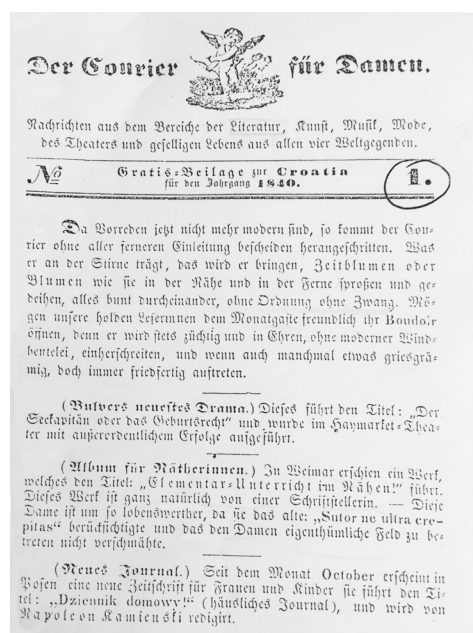 Der Courier für Damen.
Nachrichten aus dem Bereiche der Literatur, Kunst, Musik, Mode,
des Theaters und geselligen Lebens aus allen vier Weltgegenden.
No Gratis-Beilage zur Croatia 1.
für den Jahrgang 1840.
Da Vorreden jetzt nicht mehr modern sind, so kommt der Cou-
rier ohne aller ferneren Einleitung bescheiden herangeschritten. Was
er an der Stirne trägt, das wird er bringen, Zeitblumen oder
Blumen wie sie in der Nähe und in der Ferne sproßen und ge-
deihen, alles bunt durcheinander, ohne Ordnung ohne Zwang. Mö-
gen unsere holden Leserinnen dem Monatgaste freundlich ihr Boudoir
öffnen, denn er wird stets züchtig und in Ehren, ohne moderner Wind-
beutelei, einherschreiten, und wenn auch manchmal etwas griesgrä-
mig, doch immer friedfertig auftreten.
(Bulvers neuestes Drama.) Dieses führt den Titel: „Der
Seekapitän oder das Geburtsrecht“ und wurde im Haymarket-Thea-
ter mit außerordentlichem Erfolge aufgeführt.
(Album für Nätherinnen.) In Weimar erschien ein Werk,
welches den Titel: „Elementar-Unterricht im Nähen!“ führt.
Dieses Werk ist ganz natürlich von einer Schriftstellerin. — Diese
Dame ist um so lobenswerther, da sie das alte: „Sutor ne ultra cre-
pitas“ berücksichtigte und das den Damen eigenthümliche Feld zu be-
treten nicht verschmähte.
(Neues Journal.) Seit dem Monat October erscheint in
Posen eine neue Zeitschrift für Frauen und Kinder sie führt den Ti-
tel: „Dziennik domowy!“ (häusliches Journal), und wird von
Napoleon Kamienski redigirt.